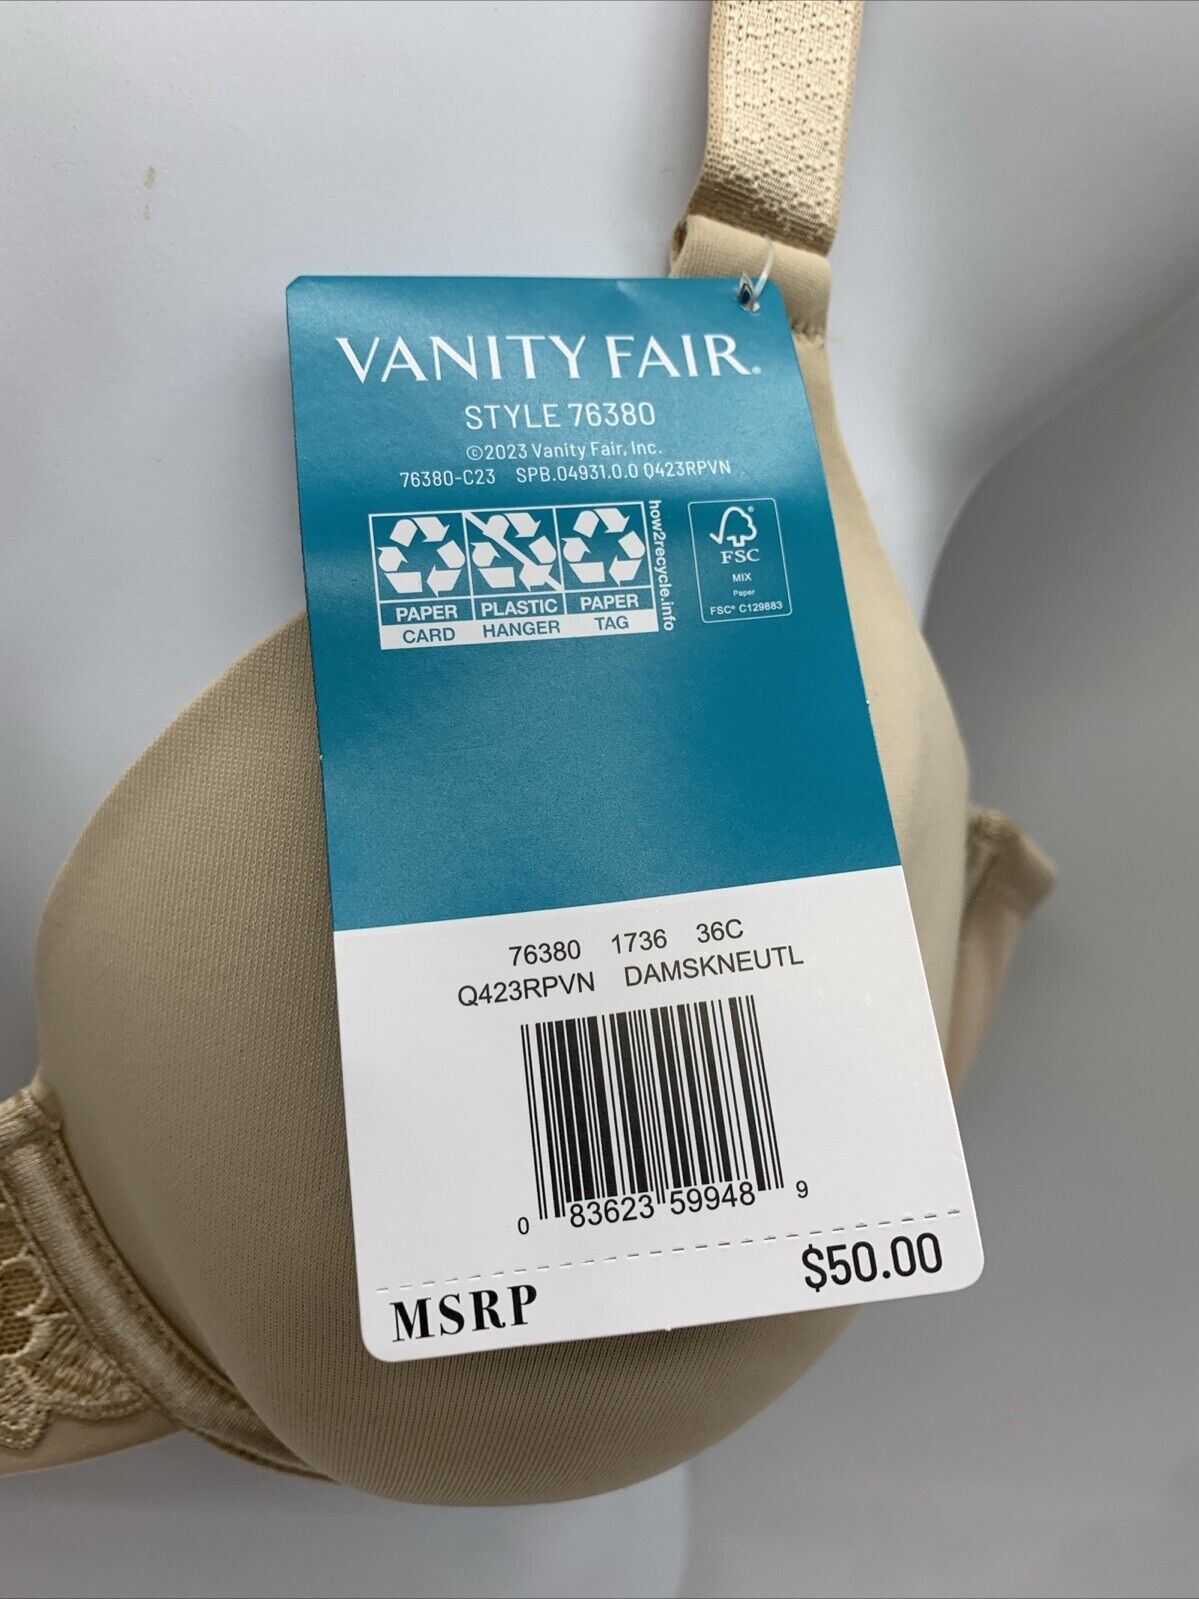 VANITY FAIR®
STYLE 76380
©2023 Vanity Fair, Inc.
76380-C23 SPB.04931.0.0 Q423RPVN
PAPER PLASTIC PAPER
CARD HANGER TAG
how2recycle.info
FSC
MIX
Paper
FSC® C129883
76380 1736 36C
Q423RPVN DAMSKNEUTL
0 83623 59948 9
MSRP $50.00